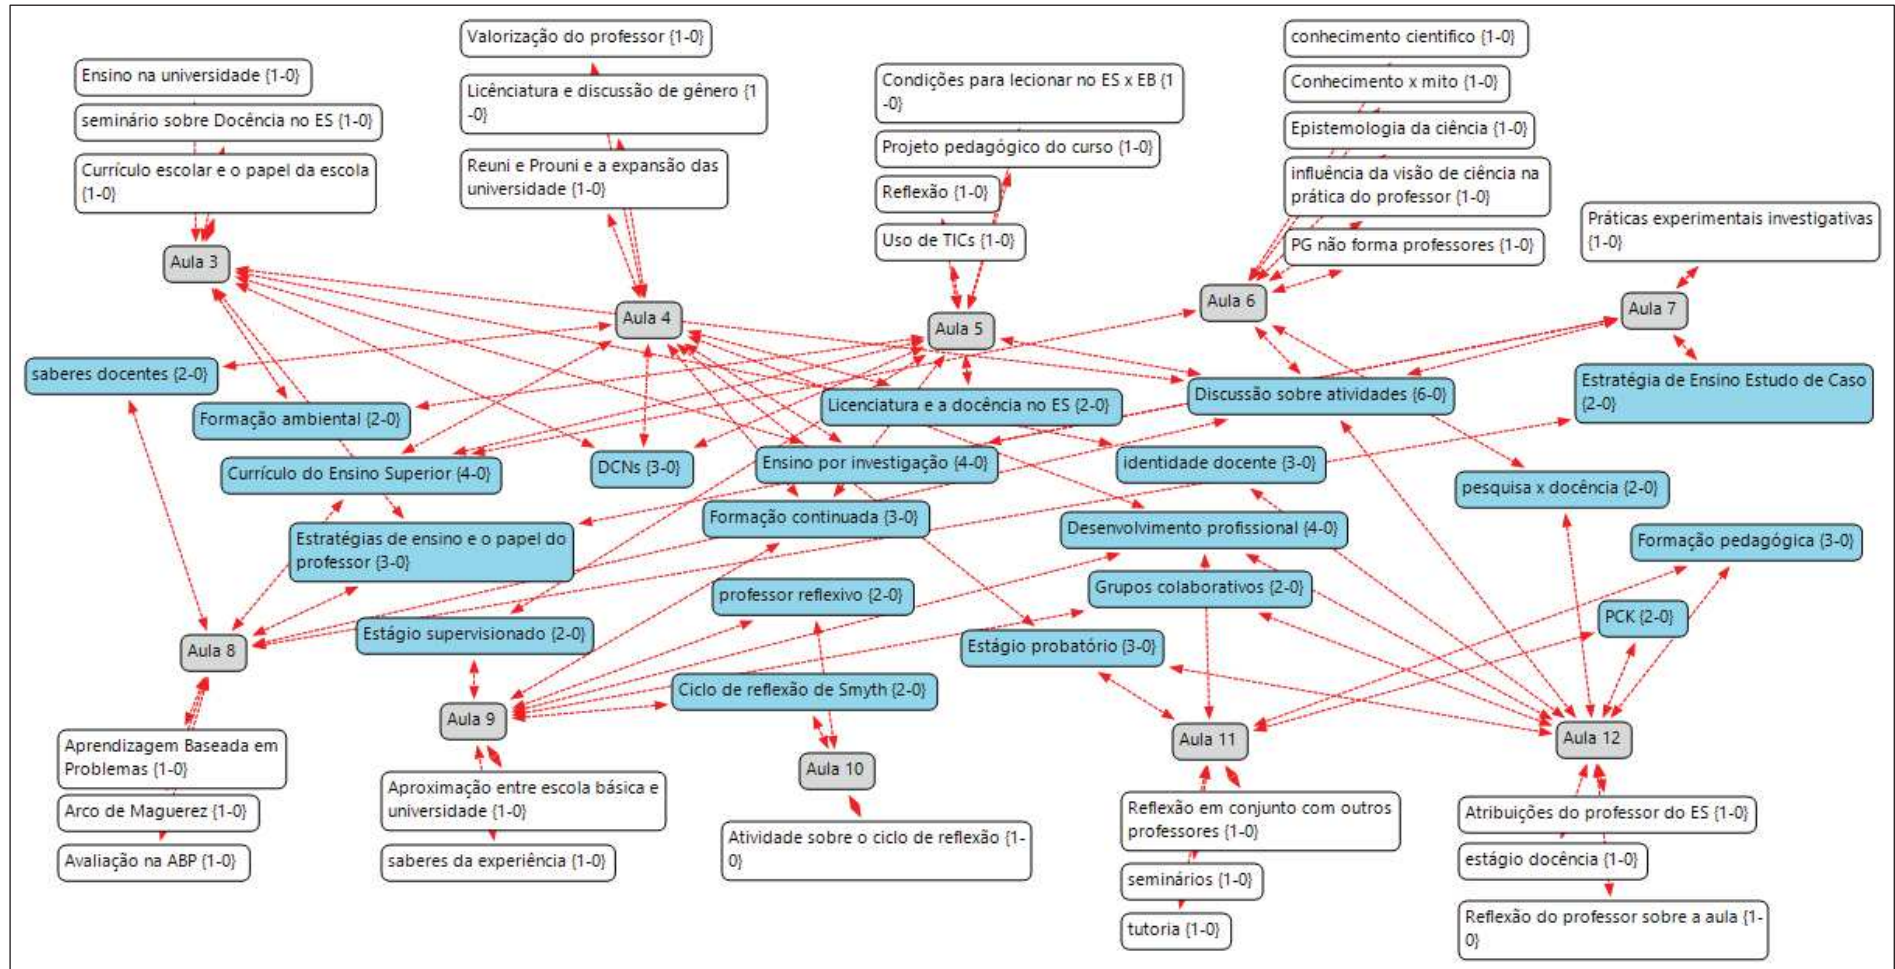 Valorização do professor {1-0}
conhecimento cientifico {1-0}
Ensino na universidade {1-0}
Licênciatura e discussão de gênero {1
-0}
Condições para lecionar no ES x EB {1
-0}
Conhecimento x mito {1-0}
seminário sobre Docência no ES {1-0}
Epistemologia da ciência {1-0}
Projeto pedagógico do curso {1-0}
Currículo escolar e o papel da escola
{1-0}
Reuni e Prouni e a expansão das
universidade {1-0}
influência da visão de ciência na
prática do professor {1-0}
Reflexão {1-0}
Práticas experimentais investigativas
{1-0}
Uso de TICs {1-0}
PG não forma professores {1-0}
Aula 3
Aula 4
Aula 5
Aula 6
Aula 7
saberes docentes {2-0}
Formação ambiental {2-0}
Licenciatura e a docência no ES {2-0}
Discussão sobre atividades {6-0}
Estratégia de Ensino Estudo de Caso
{2-0}
Currículo do Ensino Superior {4-0}
DCNs {3-0}
Ensino por investigação {4-0}
identidade docente {3-0}
pesquisa x docência {2-0}
Formação continuada {3-0}
Desenvolvimento profissional {4-0}
Estratégias de ensino e o papel do
professor {3-0}
Formação pedagógica {3-0}
professor reflexivo {2-0}
Grupos colaborativos {2-0}
PCK {2-0}
Estágio supervisionado {2-0}
Estágio probatório {3-0}
Aula 8
Ciclo de reflexão de Smyth {2-0}
Aula 9
Aula 10
Aula 11
Aula 12
Aprendizagem Baseada em
Problemas {1-0}
Arco de Maguerez {1-0}
Avaliação na ABP {1-0}
Aproximação entre escola básica e
universidade {1-0}
saberes da experiência {1-0}
Atividade sobre o ciclo de reflexão {1-
0}
Reflexão em conjunto com outros
professores {1-0}
seminários {1-0}
tutoria {1-0}
Atribuições do professor do ES {1-0}
estágio docência {1-0}
Reflexão do professor sobre a aula {1-
0}